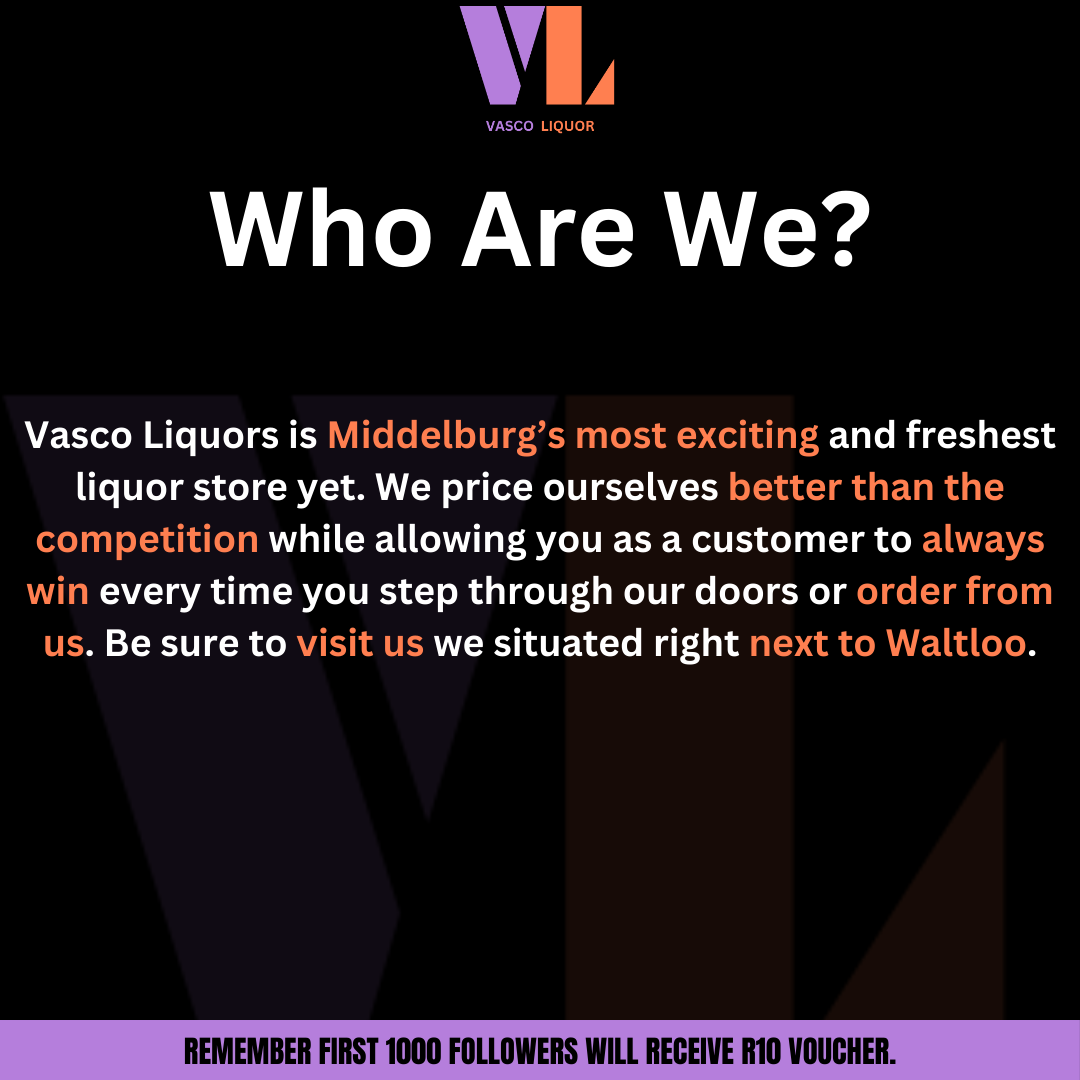 VL
VASCO LIQUOR
Who Are We?
Vasco Liquors is Middelburg’s most exciting and freshest
liquor store yet. We price ourselves better than the
competition while allowing you as a customer to always
win every time you step through our doors or order from
us. Be sure to visit us we situated right next to Waltloo.
REMEMBER FIRST 1000 FOLLOWERS WILL RECEIVE R10 VOUCHER.